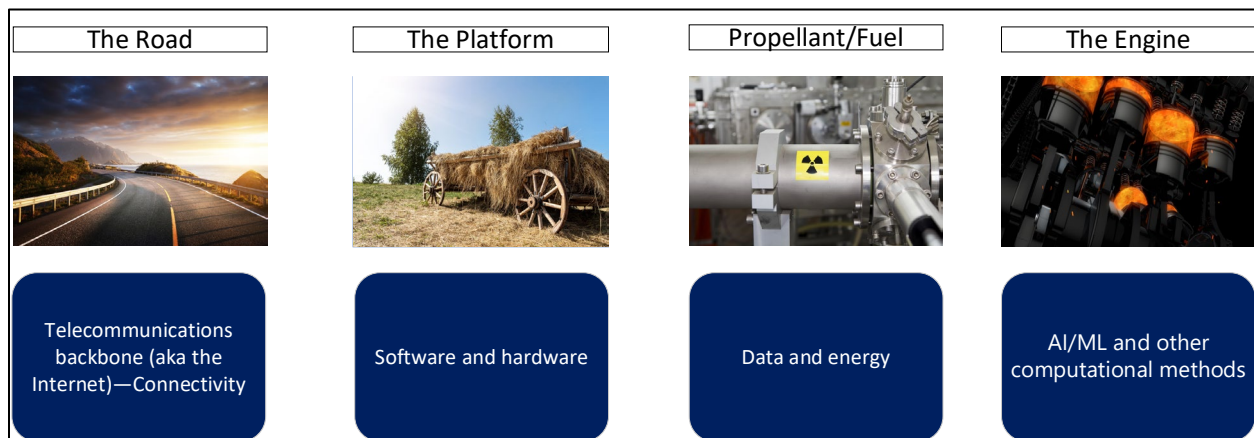 The Road
The Platform
Propellant/Fuel
The Engine
Telecommunications
backbone (aka the
Internet)—Connectivity
Software and hardware
Data and energy
AI/ML and other
computational methods